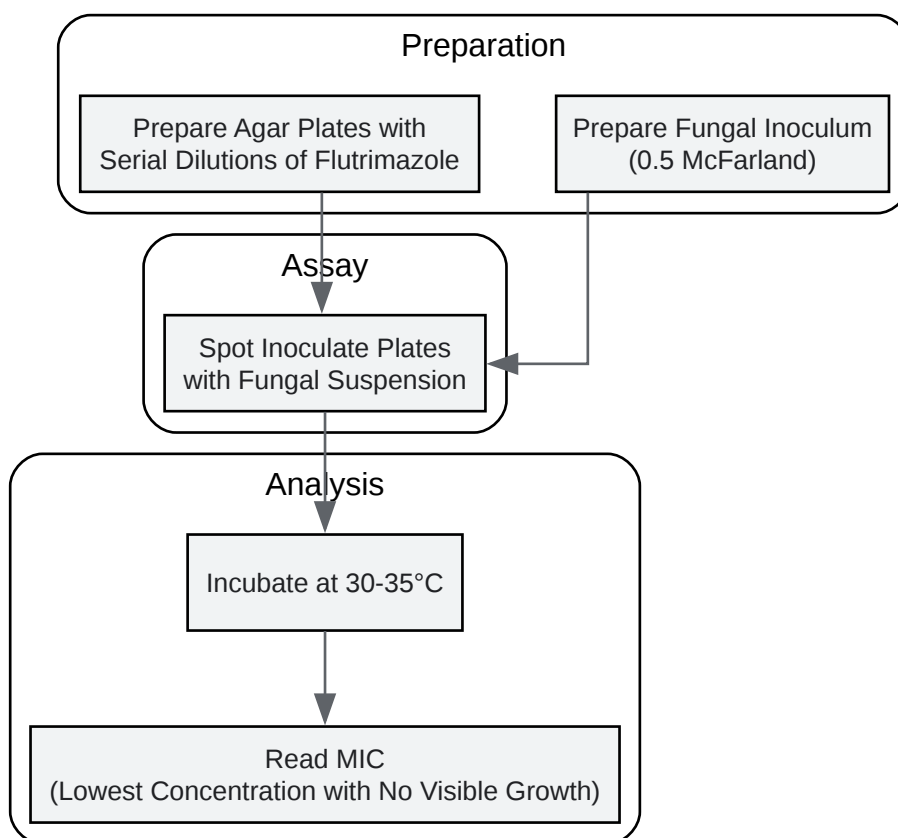 Preparation
Prepare Agar Plates with
Serial Dilutions of Flutrimazole
Prepare Fungal Inoculum
(0.5 McFarland)
Assay
Spot Inoculate Plates
with Fungal Suspension
Analysis
Incubate at 30-35°C
Read MIC
(Lowest Concentration with No Visible Growth)